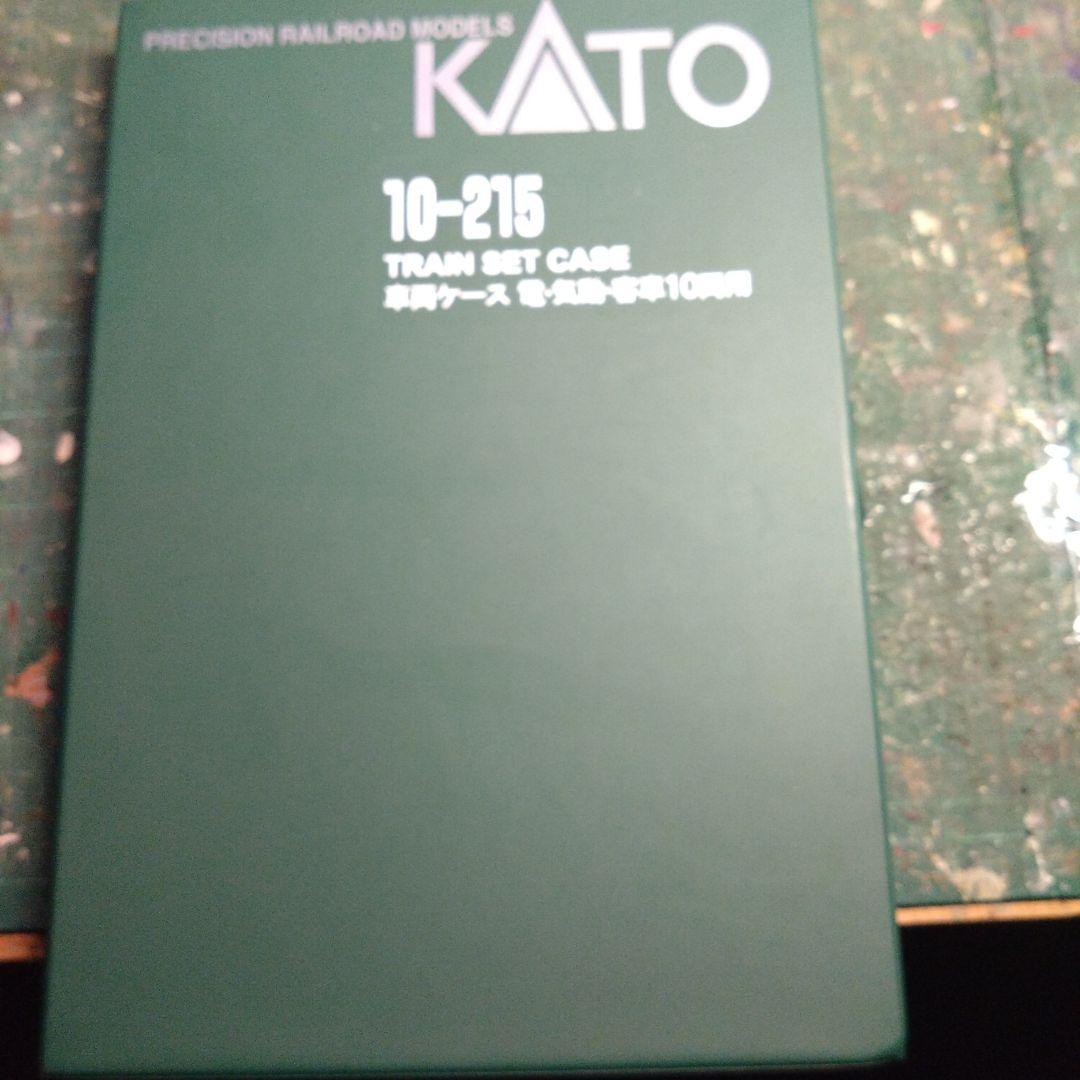 PRECISION RAILROAD MODELS
KATO
10-215
TRAIN SET CASE
車両ケース 電・気動・客車10両用